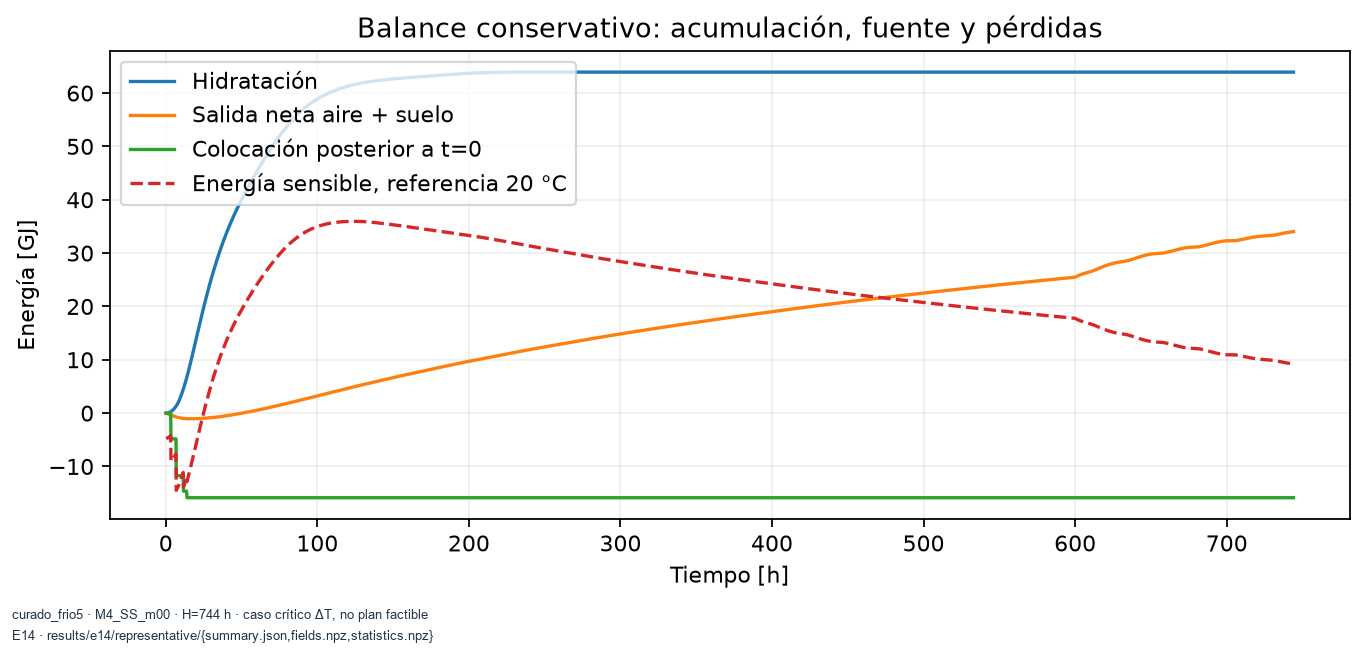 Balance conservativo: acumulación, fuente y pérdidas
Hidratación
Salida neta aire + suelo
Colocación posterior a t=0
Energía sensible, referencia 20 °C
Energía [GJ]
60
50
40
30
20
10
0
−10
0 100 200 300 400 500 600 700
Tiempo [h]
curado_frio5 · M4_SS_m00 · H=744 h · caso crítico ΔT, no plan factible
E14 · results/e14/representative/{summary.json,fields.npz,statistics.npz}